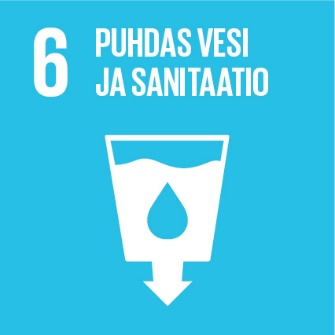 6 PUHDAS VESI
JA SANITAATIO